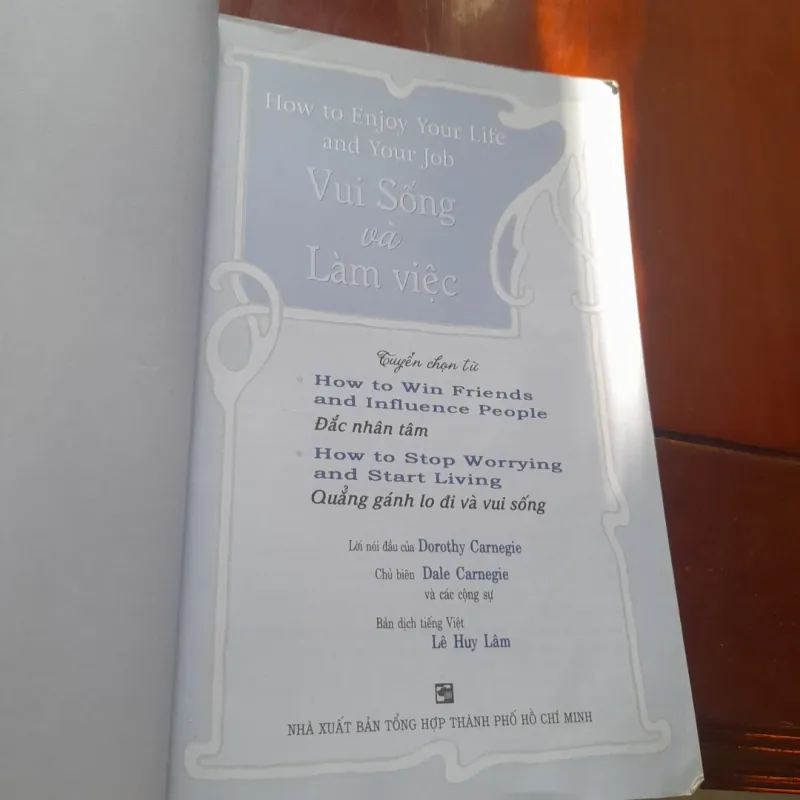 How to Enjoy Your Life
and Your Job
Vui Sống
và
Làm việc
Tuyển chọn từ
How to Win Friends
and Influence People
Đắc nhân tâm
How to Stop Worrying
and Start Living
Quẳng gánh lo đi và vui sống
Lời nói đầu của Dorothy Carnegie
Chủ biên Dale Carnegie
và các cộng sự
Bản dịch tiếng Việt
Lê Huy Lâm
NHÀ XUẤT BẢN TỔNG HỢP THÀNH PHỐ HỒ CHÍ MINH